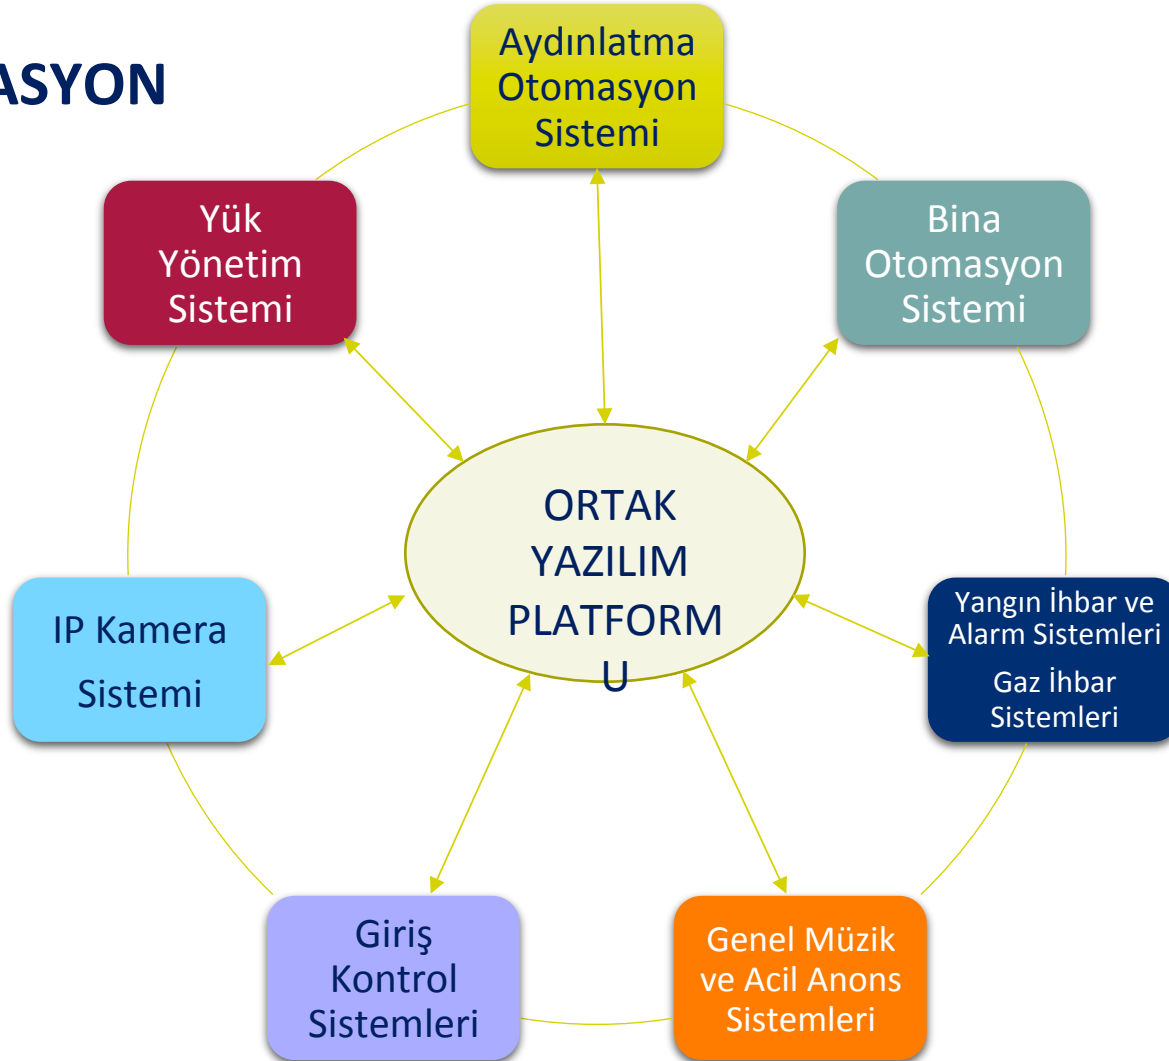 ASYON
Aydınlatma
Otomasyon
Sistemi
Yük
Yönetim
Sistemi
Bina
Otomasyon
Sistemi
ORTAK
YAZILIM
PLATFORM
U
IP Kamera
Sistemi
Yangın İhbar ve
Alarm Sistemleri
Gaz İhbar
Sistemleri
Giriş
Kontrol
Sistemleri
Genel Müzik
ve Acil Anons
Sistemleri